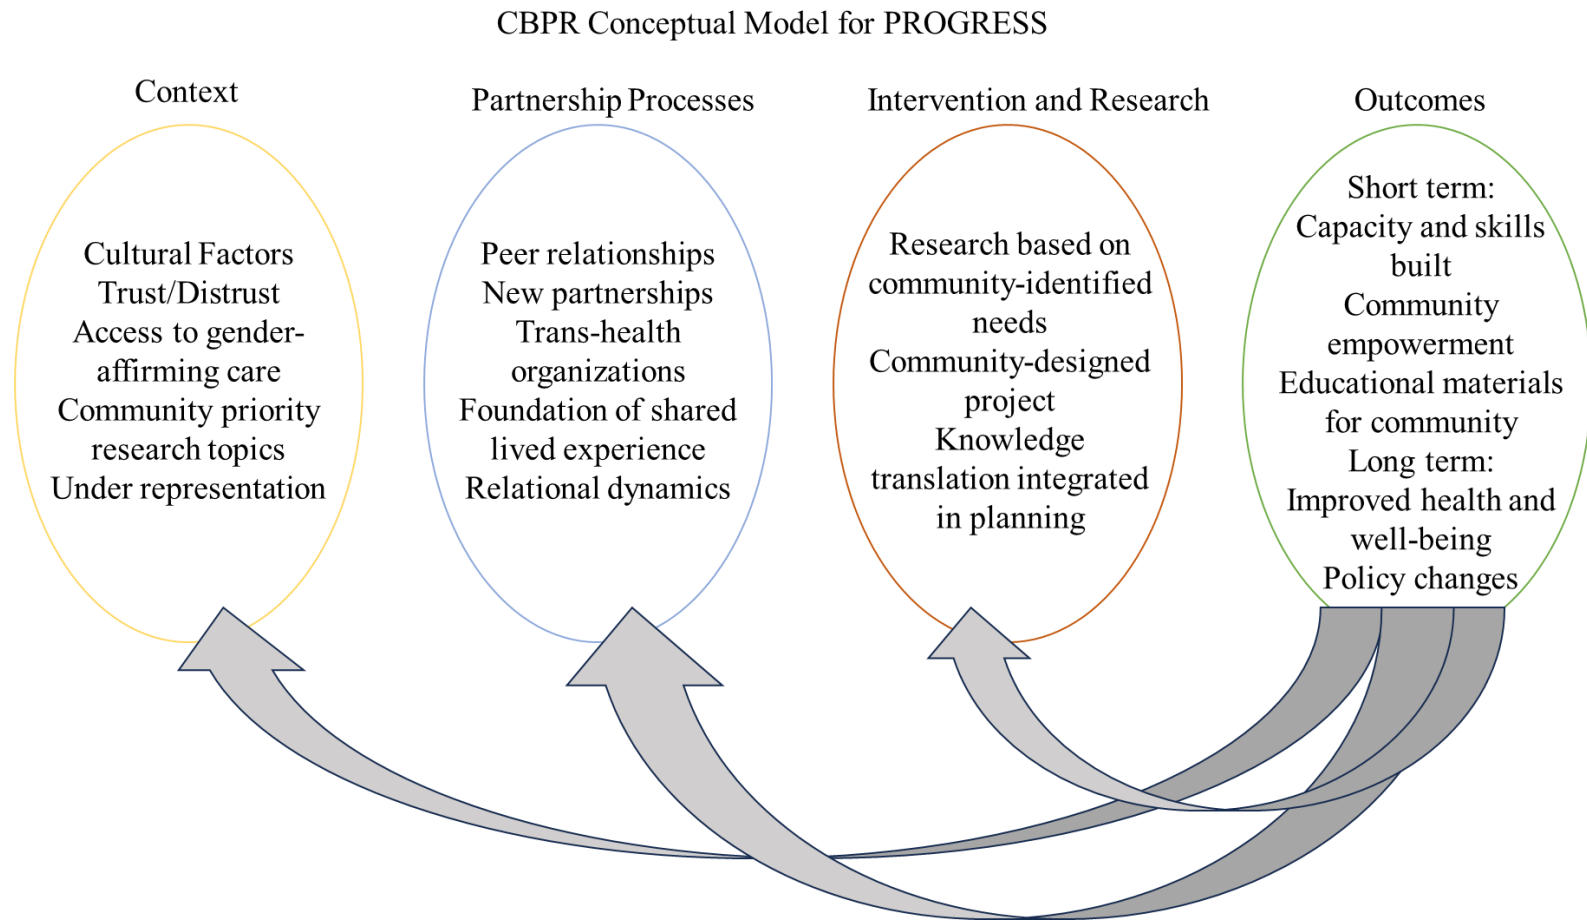 CBPR Conceptual Model for PROGRESS
Context
Cultural Factors
Trust/Distrust
Access to gender-
affirming care
Community priority
research topics
Under representation
Partnership Processes
Peer relationships
New partnerships
Trans-health
organizations
Foundation of shared
lived experience
Relational dynamics
Intervention and Research
Research based on
community-identified
needs
Community-designed
project
Knowledge
translation integrated
in planning
Outcomes
Short term:
Capacity and skills
built
Community
empowerment
Educational materials
for community
Long term:
Improved health and
well-being
Policy changes